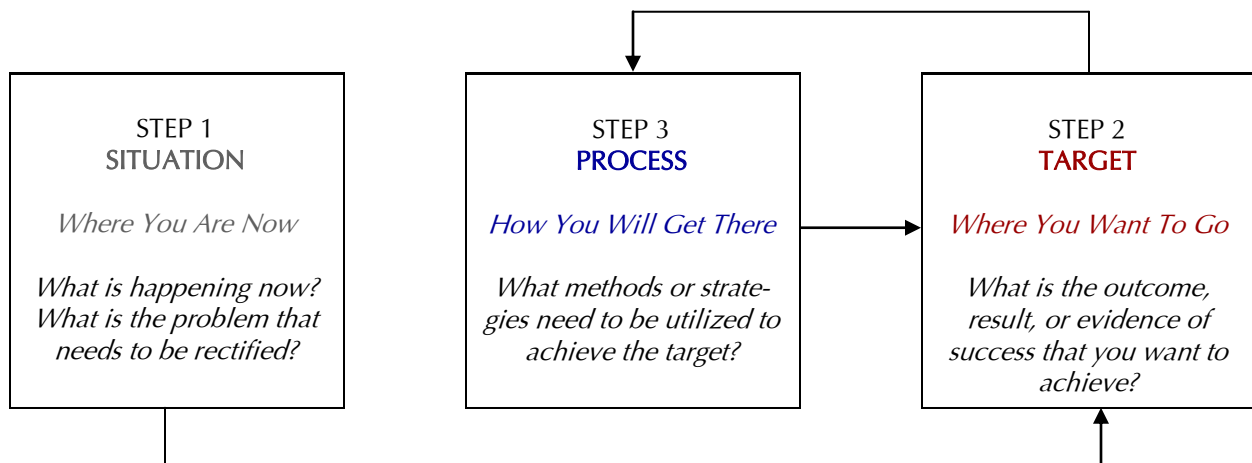 STEP 1
SITUATION
Where You Are Now
What is happening now?
What is the problem that
needs to be rectified?
STEP 3
PROCESS
How You Will Get There
What methods or strate-
gies need to be utilized to
achieve the target?
STEP 2
TARGET
Where You Want To Go
What is the outcome,
result, or evidence of
success that you want to
achieve?